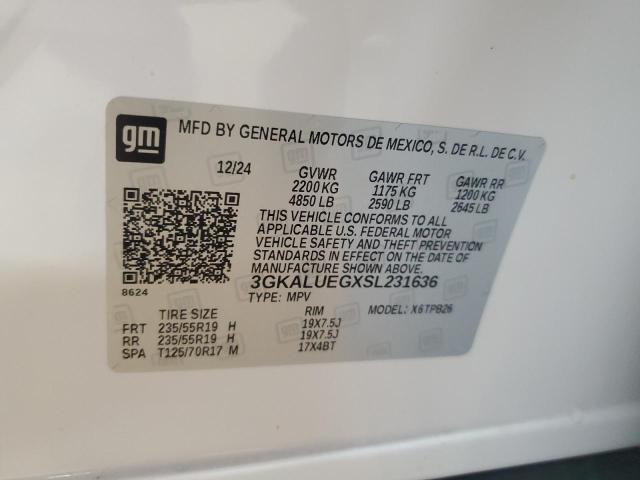 gm
MFD BY GENERAL MOTORS DE MEXICO, S. DE R.L. DE C.V.
12/24 GVWR GAWR FRT GAWR RR
2200 KG 1175 KG 1200 KG
4850 LB 2590 LB 2645 LB
THIS VEHICLE CONFORMS TO ALL
APPLICABLE U.S. FEDERAL MOTOR
VEHICLE SAFETY AND THEFT PREVENTION
STANDARDS IN EFFECT ON THE DATE OF
MANUFACTURE SHOWN ABOVE.
8624
3GKALUEGXSL231636
TYPE: MPV MODEL: X6TPB26
TIRE SIZE RIM
FRT 235/55R19 H 19X7.5J
RR 235/55R19 H 19X7.5J
SPA T125/70R17 M 17X4BT